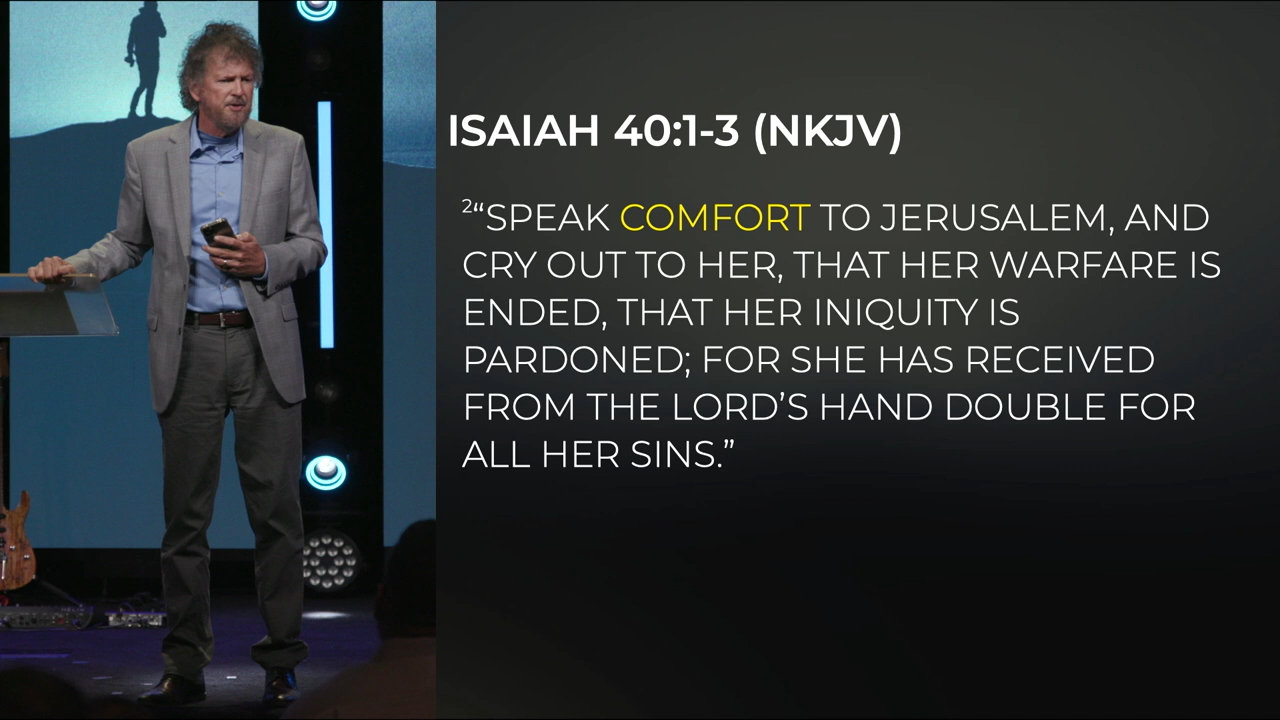 ISAIAH 40:1-3 (NKJV)
²“SPEAK COMFORT TO JERUSALEM, AND
CRY OUT TO HER, THAT HER WARFARE IS
ENDED, THAT HER INIQUITY IS
PARDONED; FOR SHE HAS RECEIVED
FROM THE LORD’S HAND DOUBLE FOR
ALL HER SINS.”